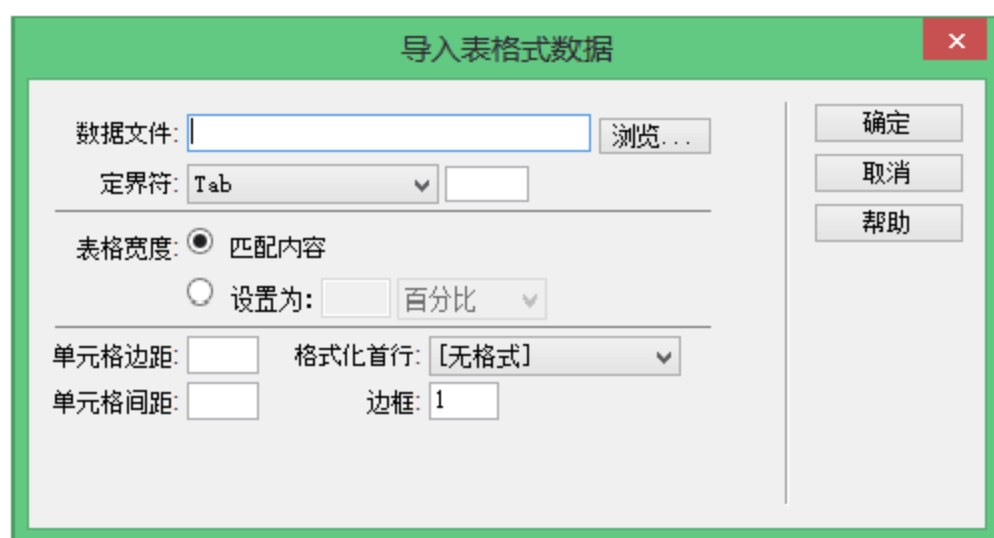 导入表格式数据
×
数据文件: 浏览... 确定
定界符: Tab 取消
表格宽度: 匹配内容 帮助
设置为: 百分比
单元格边距: 格式化首行: [无格式]
单元格间距: 边框: 1